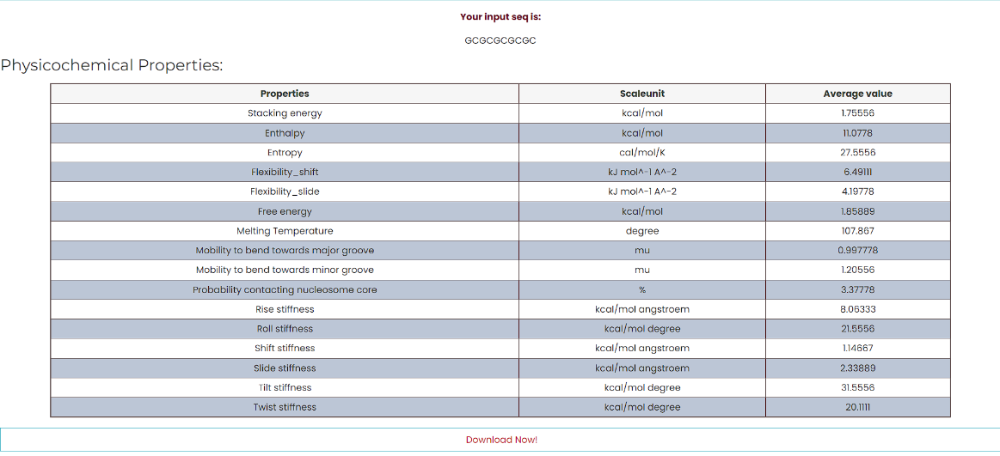 Your input seq is:
GCGCGCGCGC
Physicochemical Properties:
Properties Scaleunit Average value
Stacking energy kcal/mol 1.75556
Enthalpy kcal/mol 11.0778
Entropy cal/mol/K 27.5556
Flexibility_shift kJ mol^-1 A^-2 6.49111
Flexibility_slide kJ mol^-1 A^-2 4.19778
Free energy kcal/mol 1.85889
Melting Temperature degree 107.867
Mobility to bend towards major groove mu 0.997778
Mobility to bend towards minor groove mu 1.20556
Probability contacting nucleosome core % 3.37778
Rise stiffness kcal/mol angstroem 8.06333
Roll stiffness kcal/mol degree 21.5556
Shift stiffness kcal/mol angstroem 1.14667
Slide stiffness kcal/mol angstroem 2.33889
Tilt stiffness kcal/mol degree 31.5556
Twist stiffness kcal/mol degree 20.1111
Download Now!